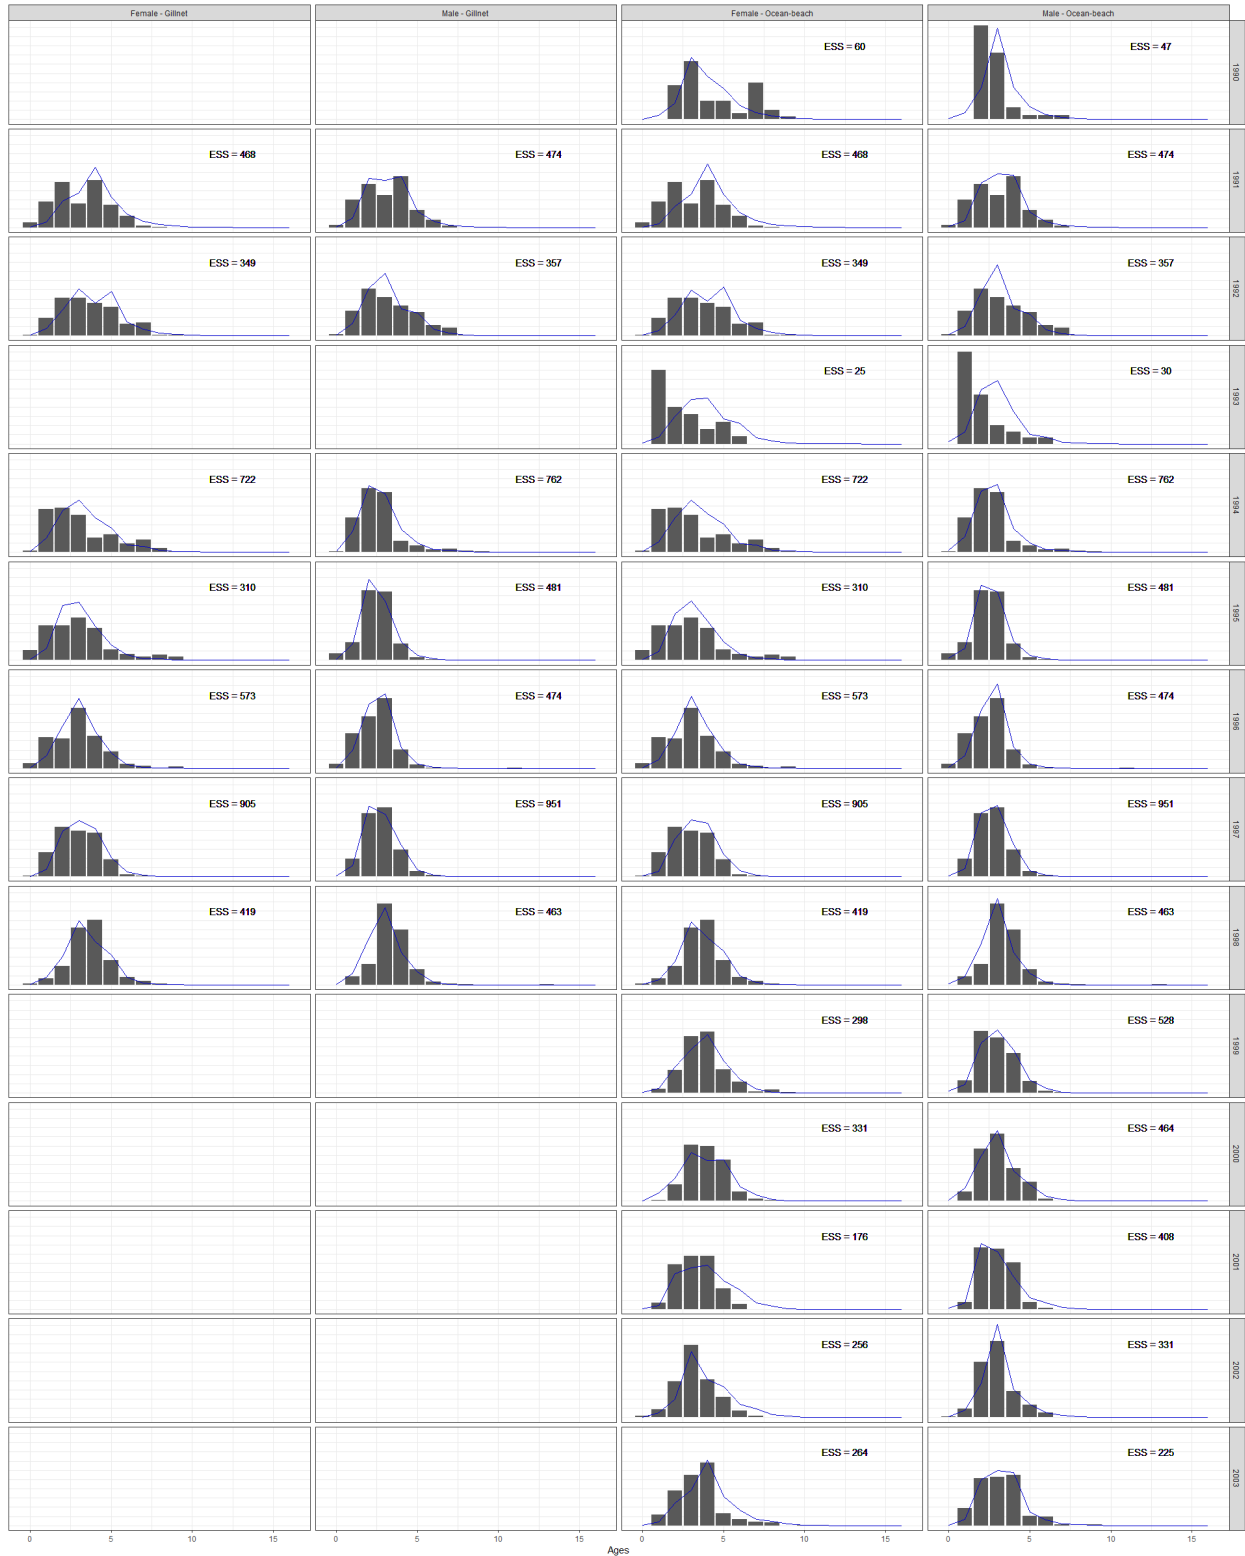 Female - Gillnet
Male - Gillnet
Female - Ocean-beach
Male - Ocean-beach
ESS = 60
ESS = 47
1990
ESS = 468
ESS = 474
ESS = 468
ESS = 474
1991
ESS = 349
ESS = 357
ESS = 349
ESS = 357
1992
ESS = 25
ESS = 30
1993
ESS = 722
ESS = 762
ESS = 722
ESS = 762
1994
ESS = 310
ESS = 481
ESS = 310
ESS = 481
1995
ESS = 573
ESS = 474
ESS = 573
ESS = 474
1996
ESS = 905
ESS = 951
ESS = 905
ESS = 951
1997
ESS = 419
ESS = 463
ESS = 419
ESS = 463
1998
ESS = 298
ESS = 528
1999
ESS = 331
ESS = 464
2000
ESS = 176
ESS = 408
2001
ESS = 256
ESS = 331
2002
ESS = 264
ESS = 225
2003
0 5 10 15
0 5 10 15
0 5 10 15
0 5 10 15
Ages